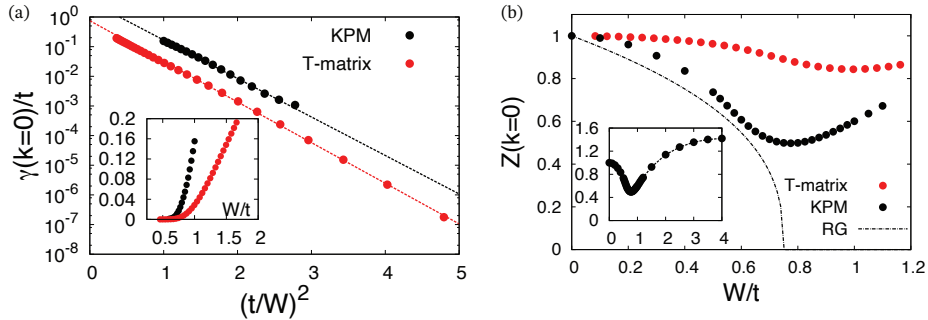 (a)
γ(k=0)/t
10^0
10^-1
10^-2
10^-3
10^-4
10^-5
10^-6
10^-7
10^-8
KPM
T-matrix
0.2
0.16
0.12
0.08
0.04
0
0.5 1 1.5 2
W/t
0 1 2 3 4 5
(t/W)^2
(b)
Z(k=0)
1
0.8
0.6
0.4
0.2
0
1.6
1.2
0.8
0.4
0
0 1 2 3 4
T-matrix
KPM
RG
0 0.2 0.4 0.6 0.8 1 1.2
W/t